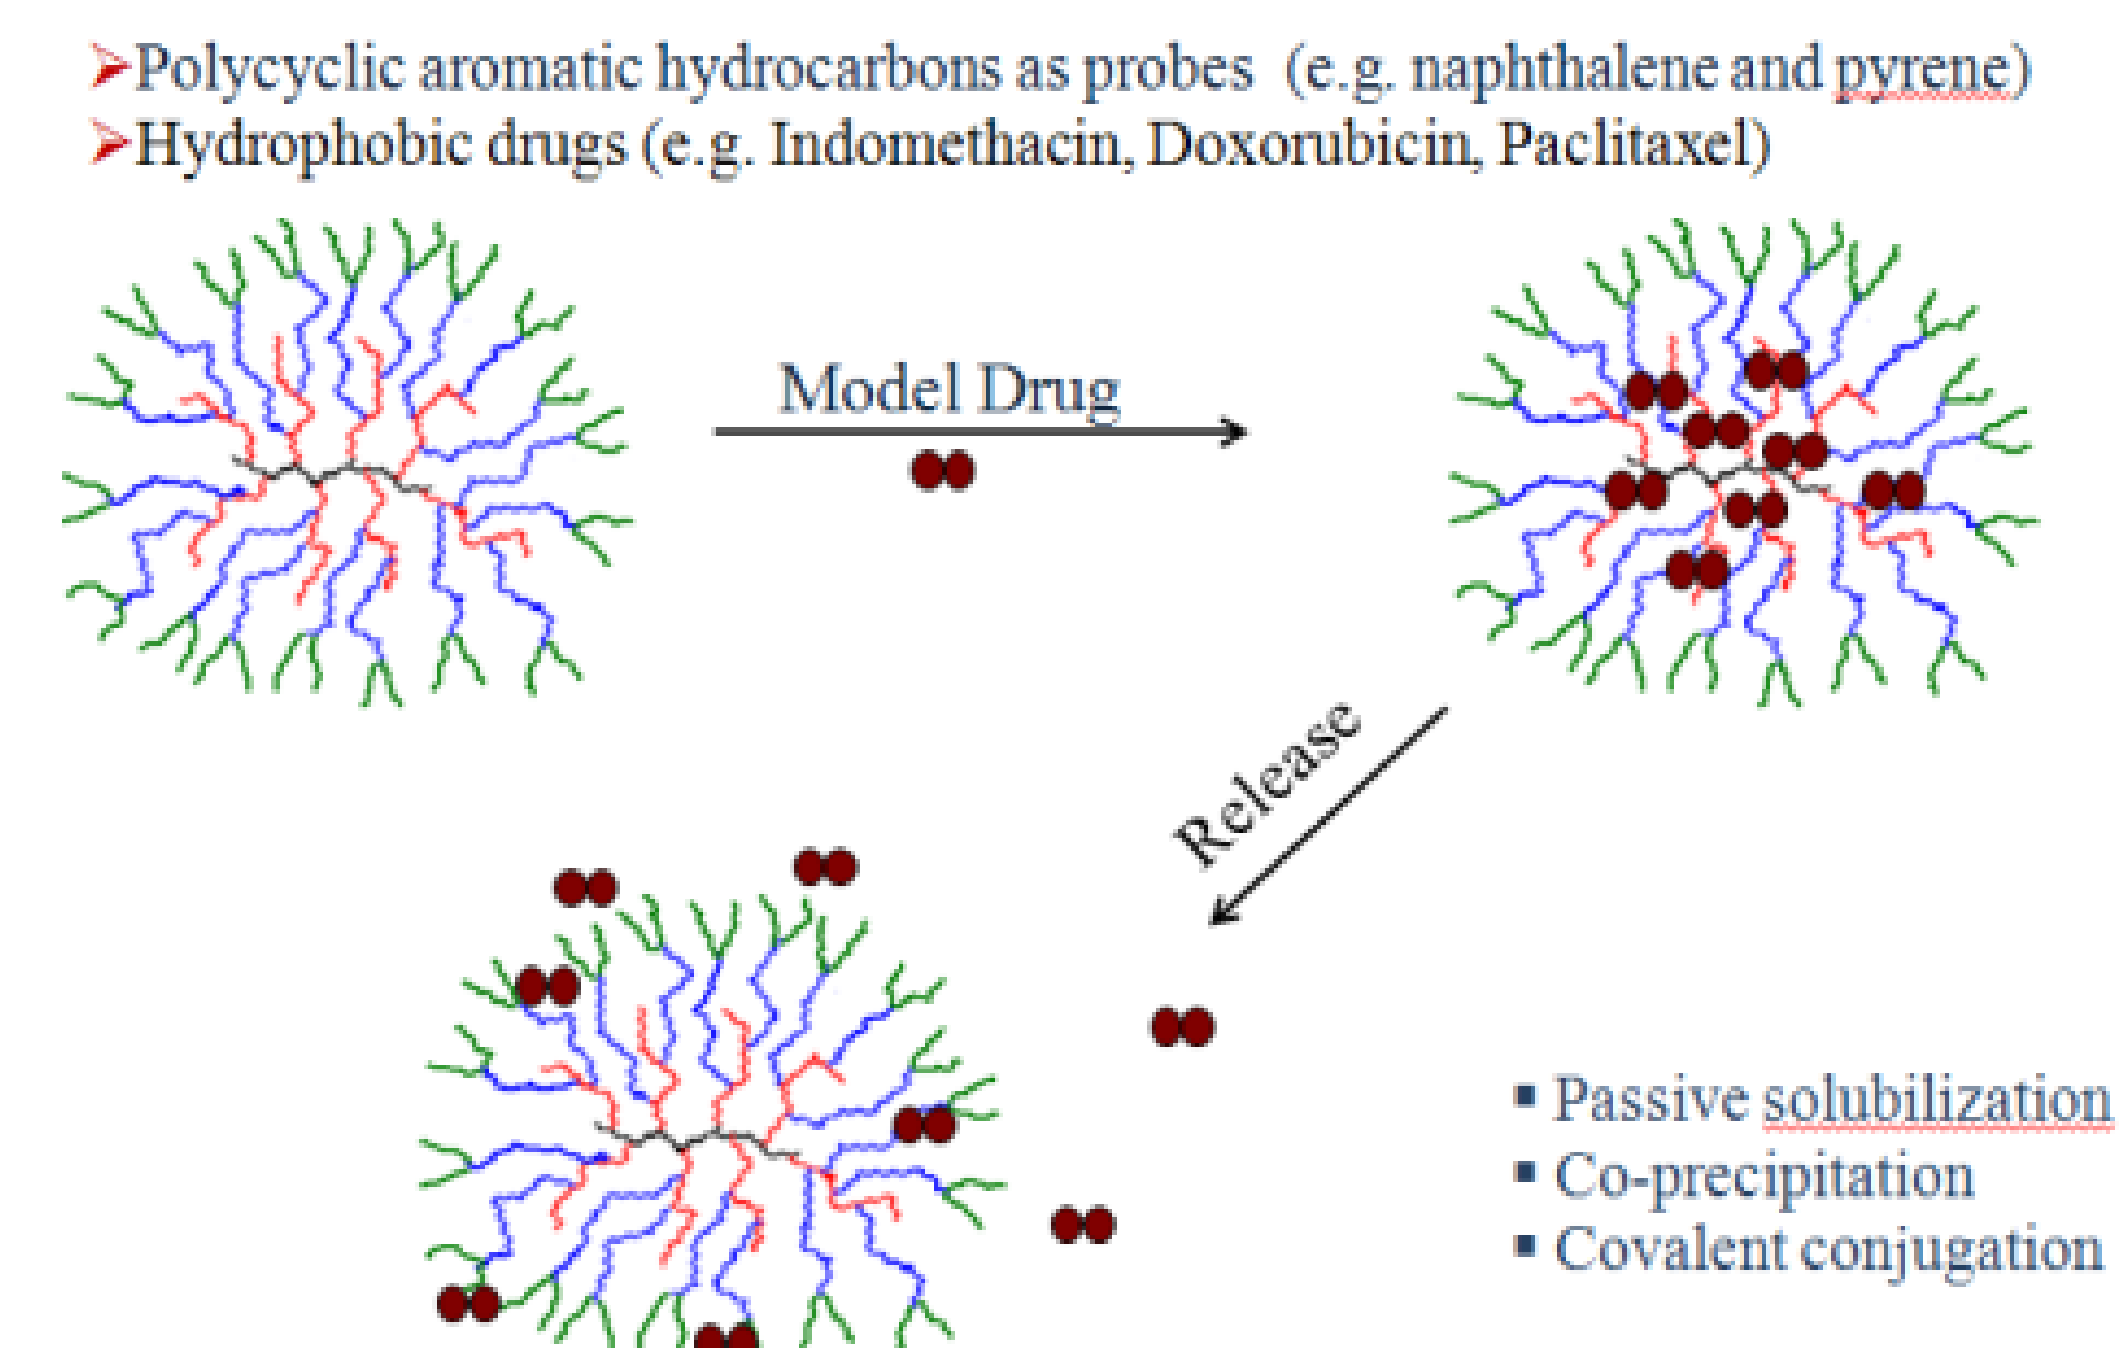 Polycyclic aromatic hydrocarbons as probes (e.g. naphthalene and pyrene)
Hydrophobic drugs (e.g. Indomethacin, Doxorubicin, Paclitaxel)
Model Drug
Release
Passive solubilization
Co-precipitation
Covalent conjugation